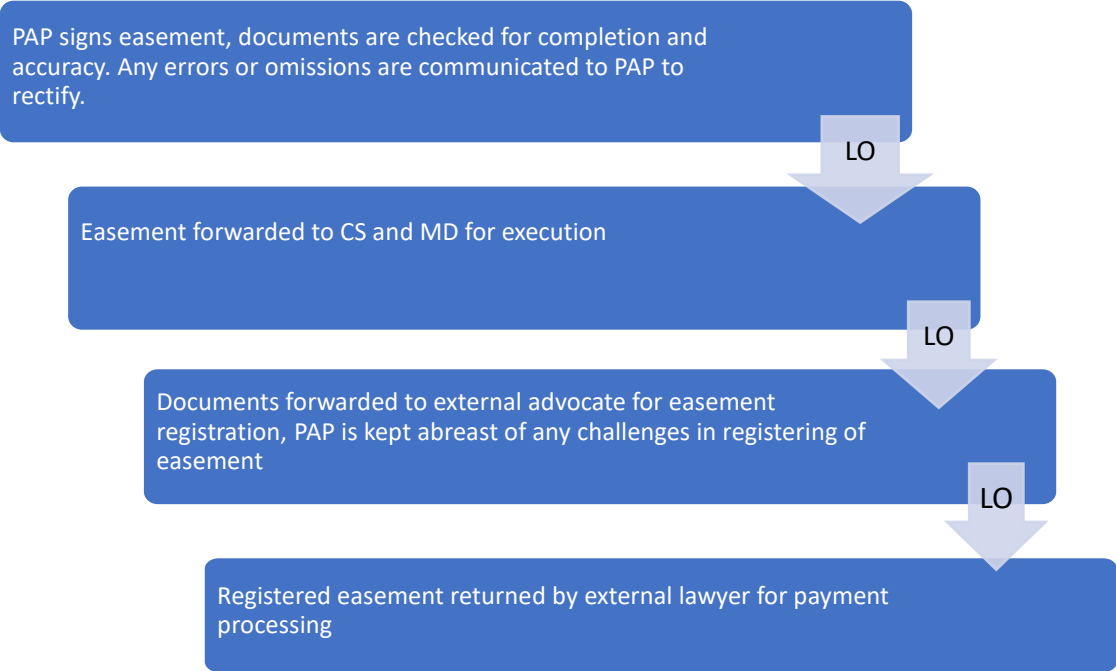 PAP signs easement, documents are checked for completion and
accuracy. Any errors or omissions are communicated to PAP to
rectify.
LO
Easement forwarded to CS and MD for execution
LO
Documents forwarded to external advocate for easement
registration, PAP is kept abreast of any challenges in registering of
easement
LO
Registered easement returned by external lawyer for payment
processing